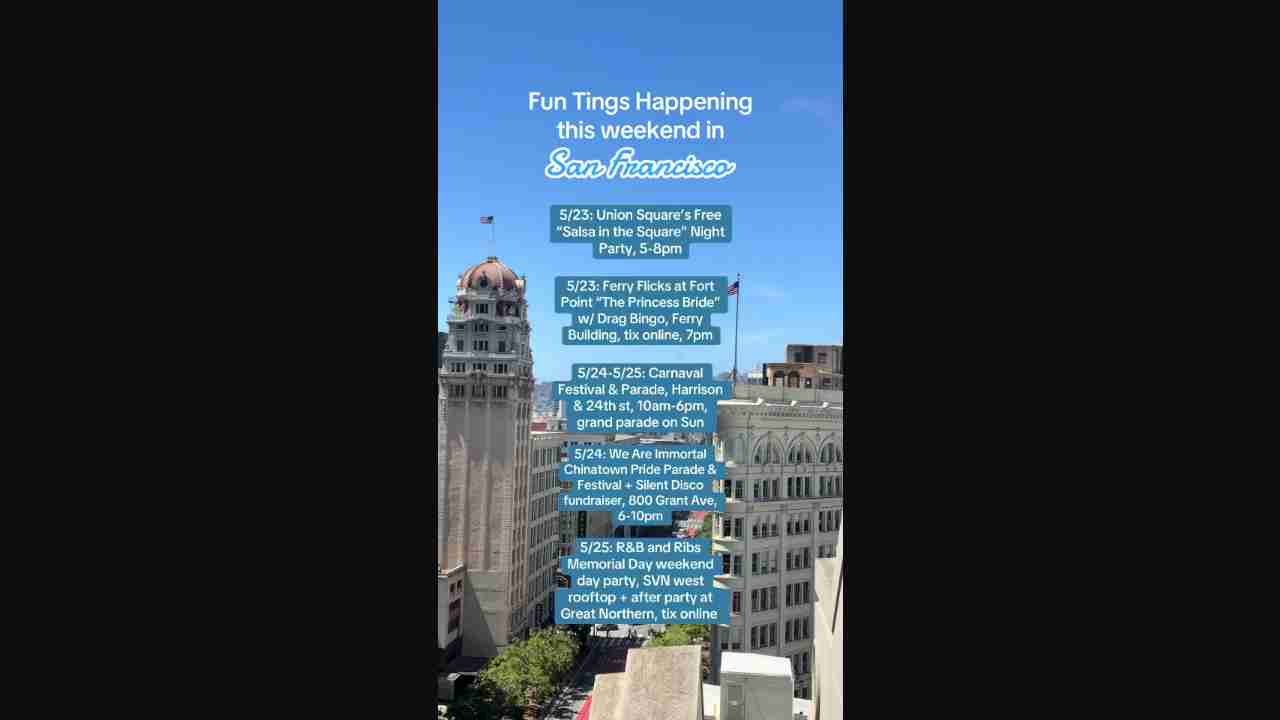 Fun Tings Happening
this weekend in
San Francisco
5/23: Union Square's Free
"Salsa in the Square" Night
Party, 5-8pm
5/23: Ferry Flicks at Fort
Point "The Princess Bride"
w/ Drag Bingo, Ferry
Building, tix online, 7pm
5/24-5/25: Carnaval
Festival & Parade, Harrison
& 24th st, 10am-6pm,
grand parade on Sun
5/24: We Are Immortal
Chinatown Pride Parade &
Festival + Silent Disco
fundraiser, 800 Grant Ave,
6-10pm
5/25: R&B and Ribs
Memorial Day weekend
day party, SVN west
rooftop + after party at
Great Northern, tix online